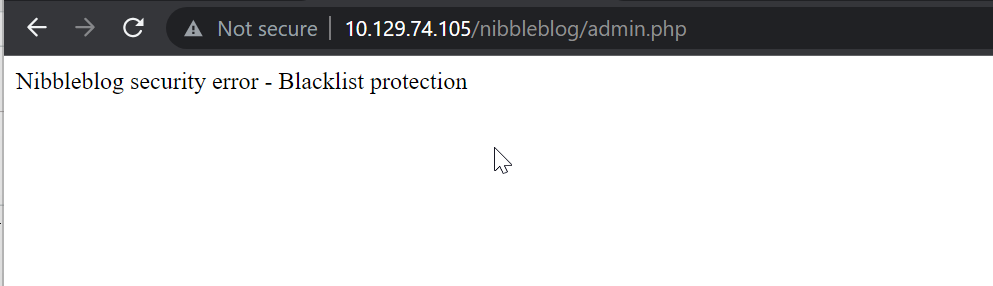 Not secure | 10.129.74.105/nibbleblog/admin.php
Nibbleblog security error - Blacklist protection